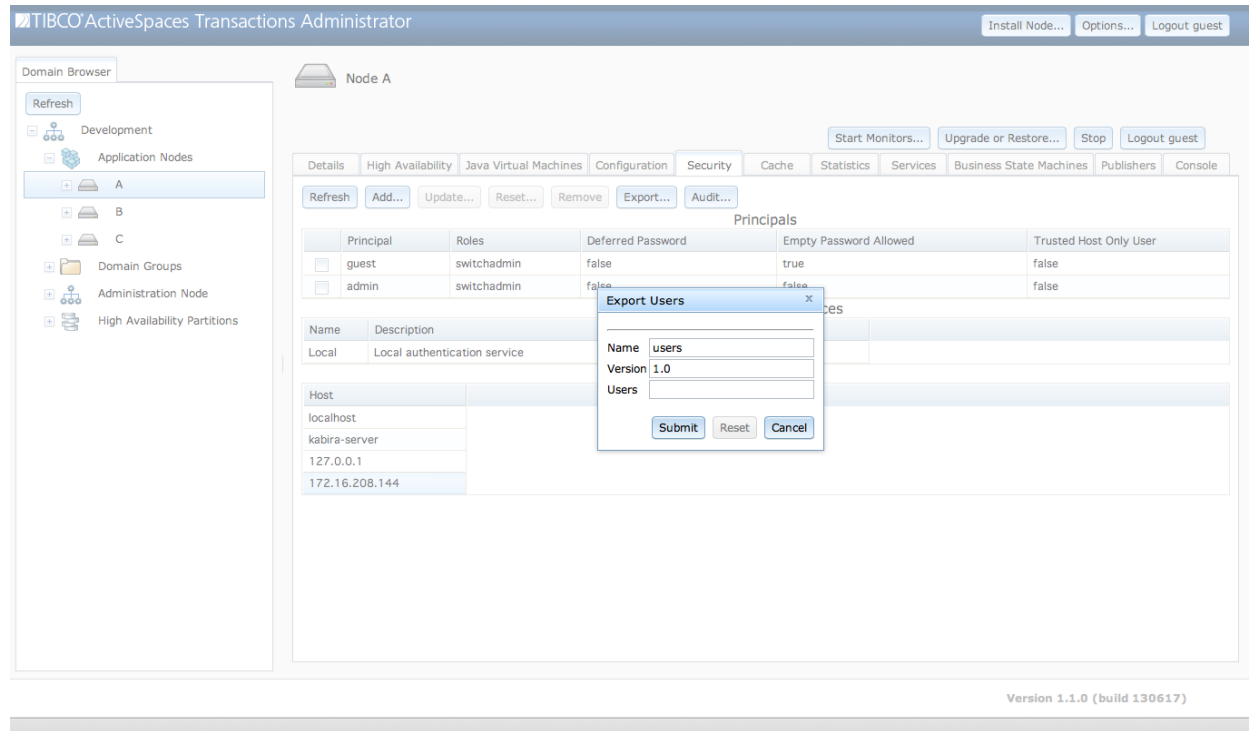 TIBCO® ActiveSpaces Transactions Administrator
Install Node... Options... Logout guest
Domain Browser
Refresh
Development
Application Nodes
A
B
C
Domain Groups
Administration Node
High Availability Partitions
Node A
Start Monitors... Upgrade or Restore... Stop Logout guest
Details High Availability Java Virtual Machines Configuration Security Cache Statistics Services Business State Machines Publishers Console
Refresh Add... Update... Reset... Remove Export... Audit...
Principals
Principal Roles Deferred Password Empty Password Allowed Trusted Host Only User
guest switchadmin false true false
admin switchadmin false false false
Export Users x
Name users
Version 1.0
Users
Submit Reset Cancel
ces
Name Description
Local Local authentication service
Host
localhost
kabira-server
127.0.0.1
172.16.208.144
Version 1.1.0 (build 130617)